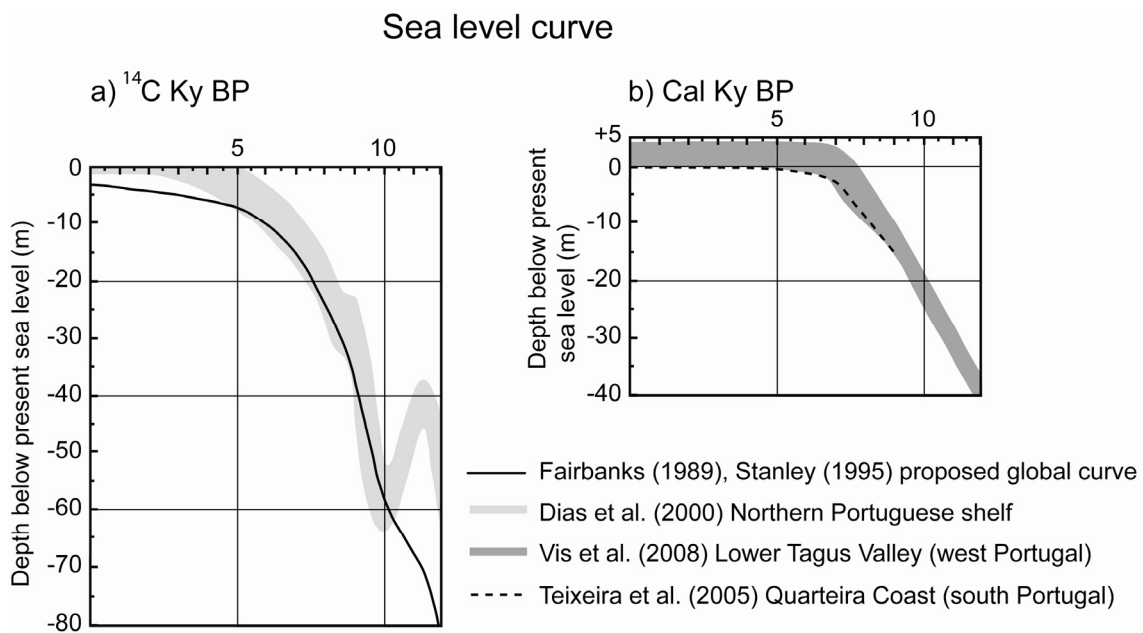 Sea level curve
a) ¹⁴C Ky BP
5 10
0
-10
-20
-30
-40
-50
-60
-70
-80
Depth below present sea level (m)
b) Cal Ky BP
5 10
+5
0
-10
-20
-30
-40
Depth below present
sea level (m)
Fairbanks (1989), Stanley (1995) proposed global curve
Dias et al. (2000) Northern Portuguese shelf
Vis et al. (2008) Lower Tagus Valley (west Portugal)
Teixeira et al. (2005) Quarteira Coast (south Portugal)